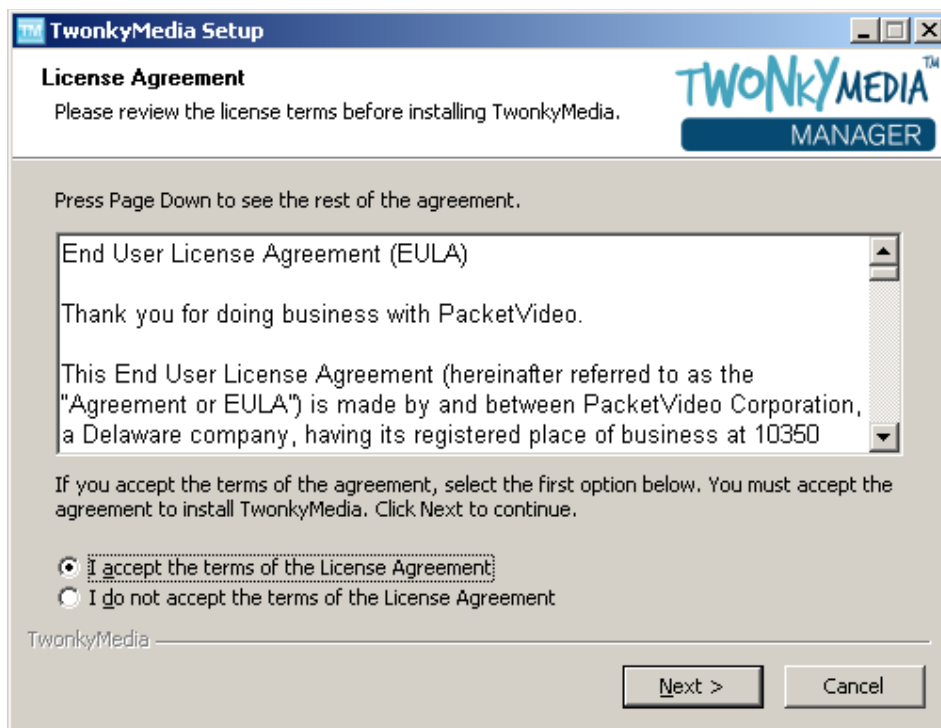 TM TwonkyMedia Setup
License Agreement
Please review the license terms before installing TwonkyMedia.
TWONKYMEDIA™
MANAGER
Press Page Down to see the rest of the agreement.
End User License Agreement (EULA)
Thank you for doing business with PacketVideo.
This End User License Agreement (hereinafter referred to as the
"Agreement or EULA") is made by and between PacketVideo Corporation,
a Delaware company, having its registered place of business at 10350
If you accept the terms of the agreement, select the first option below. You must accept the
agreement to install TwonkyMedia. Click Next to continue.
I accept the terms of the License Agreement
I do not accept the terms of the License Agreement
TwonkyMedia
Next >
Cancel